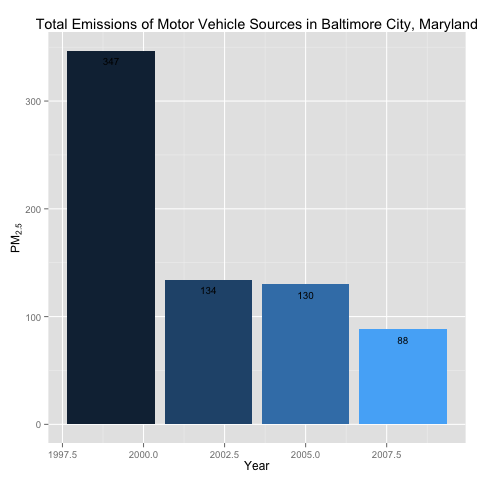 Total Emissions of Motor Vehicle Sources in Baltimore City, Maryland
347
300
200
134
130
100
88
0
PM2.5
1997.5 2000.0 2002.5 2005.0 2007.5
Year